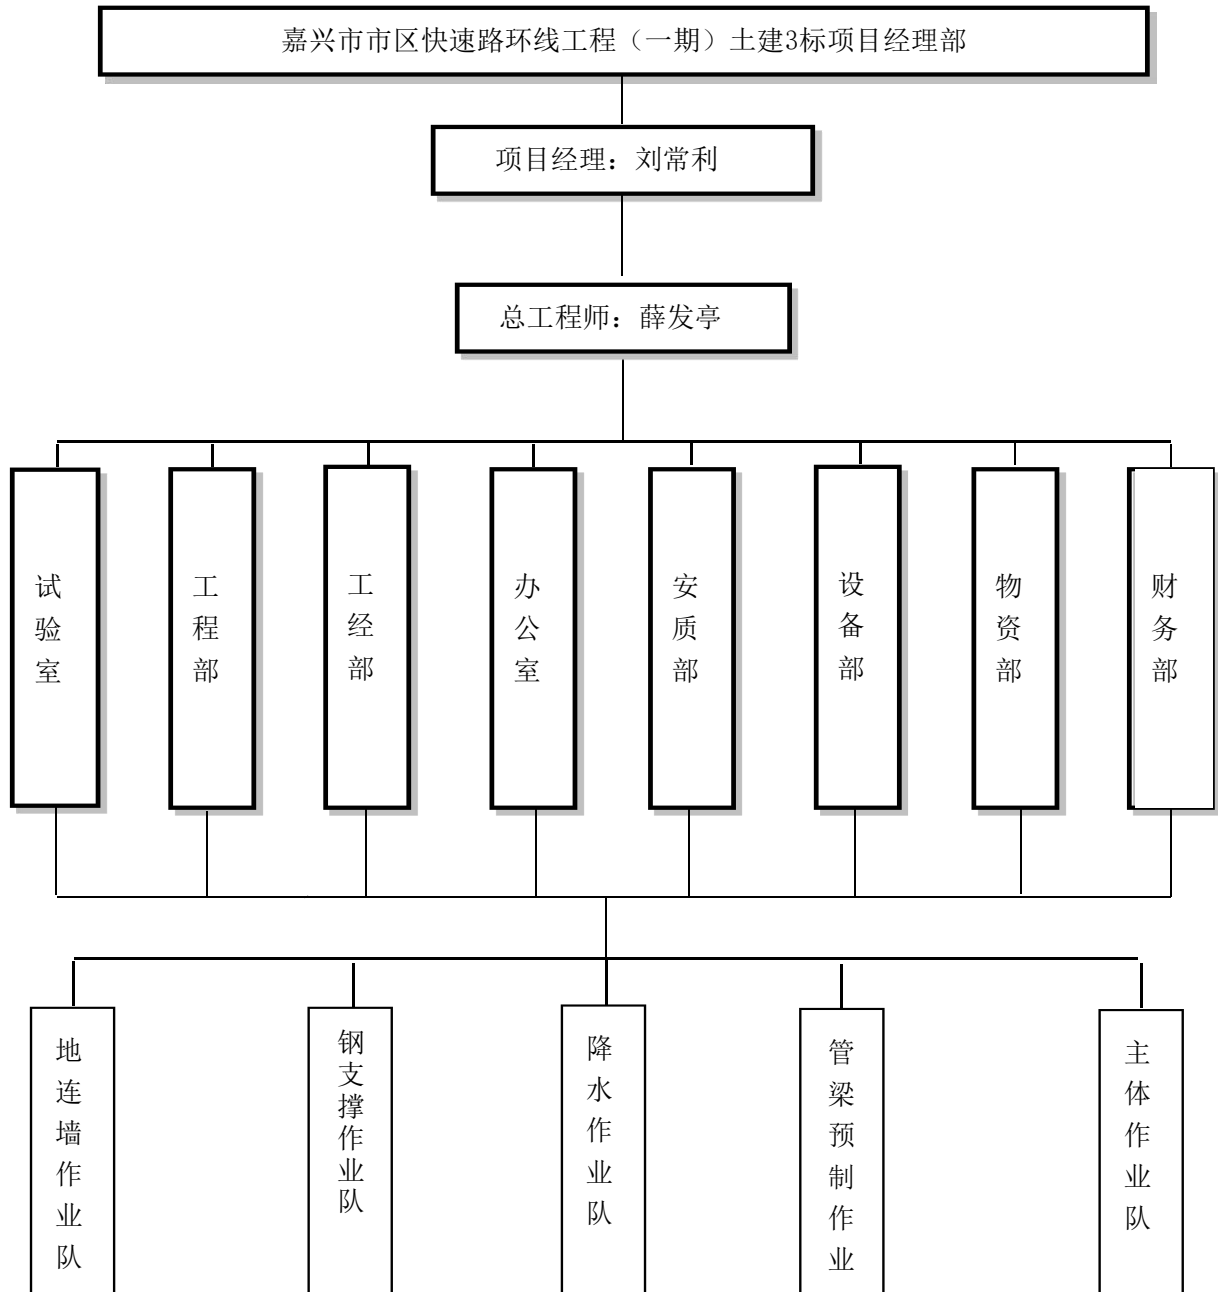 嘉兴市市区快速路环线工程（一期）土建3标项目经理部
项目经理：刘常利
总工程师：薛发亭
试验室
工程部
工经部
办公室
安质部
设备部
物资部
财务部
地连墙作业队
钢支撑作业队
降水作业队
管梁预制作业
主体作业队